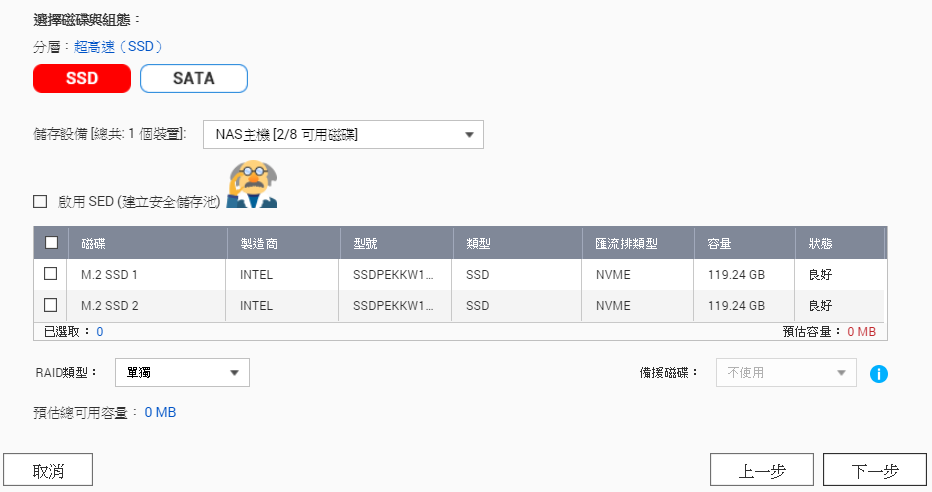 選擇磁碟與組態：
分層：超高速（SSD）
SSD SATA
儲存設備 [總共: 1 個裝置]: NAS主機 [2/8 可用磁碟]
啟用 SED (建立安全儲存池)
磁碟 製造商 型號 類型 匯流排類型 容量 狀態
M.2 SSD 1 INTEL SSDPEKKW1... SSD NVME 119.24 GB 良好
M.2 SSD 2 INTEL SSDPEKKW1... SSD NVME 119.24 GB 良好
已選取： 0 預估容量： 0 MB
RAID類型： 單獨 備援磁碟： 不使用
預估總可用容量： 0 MB
取消 上一步 下一步